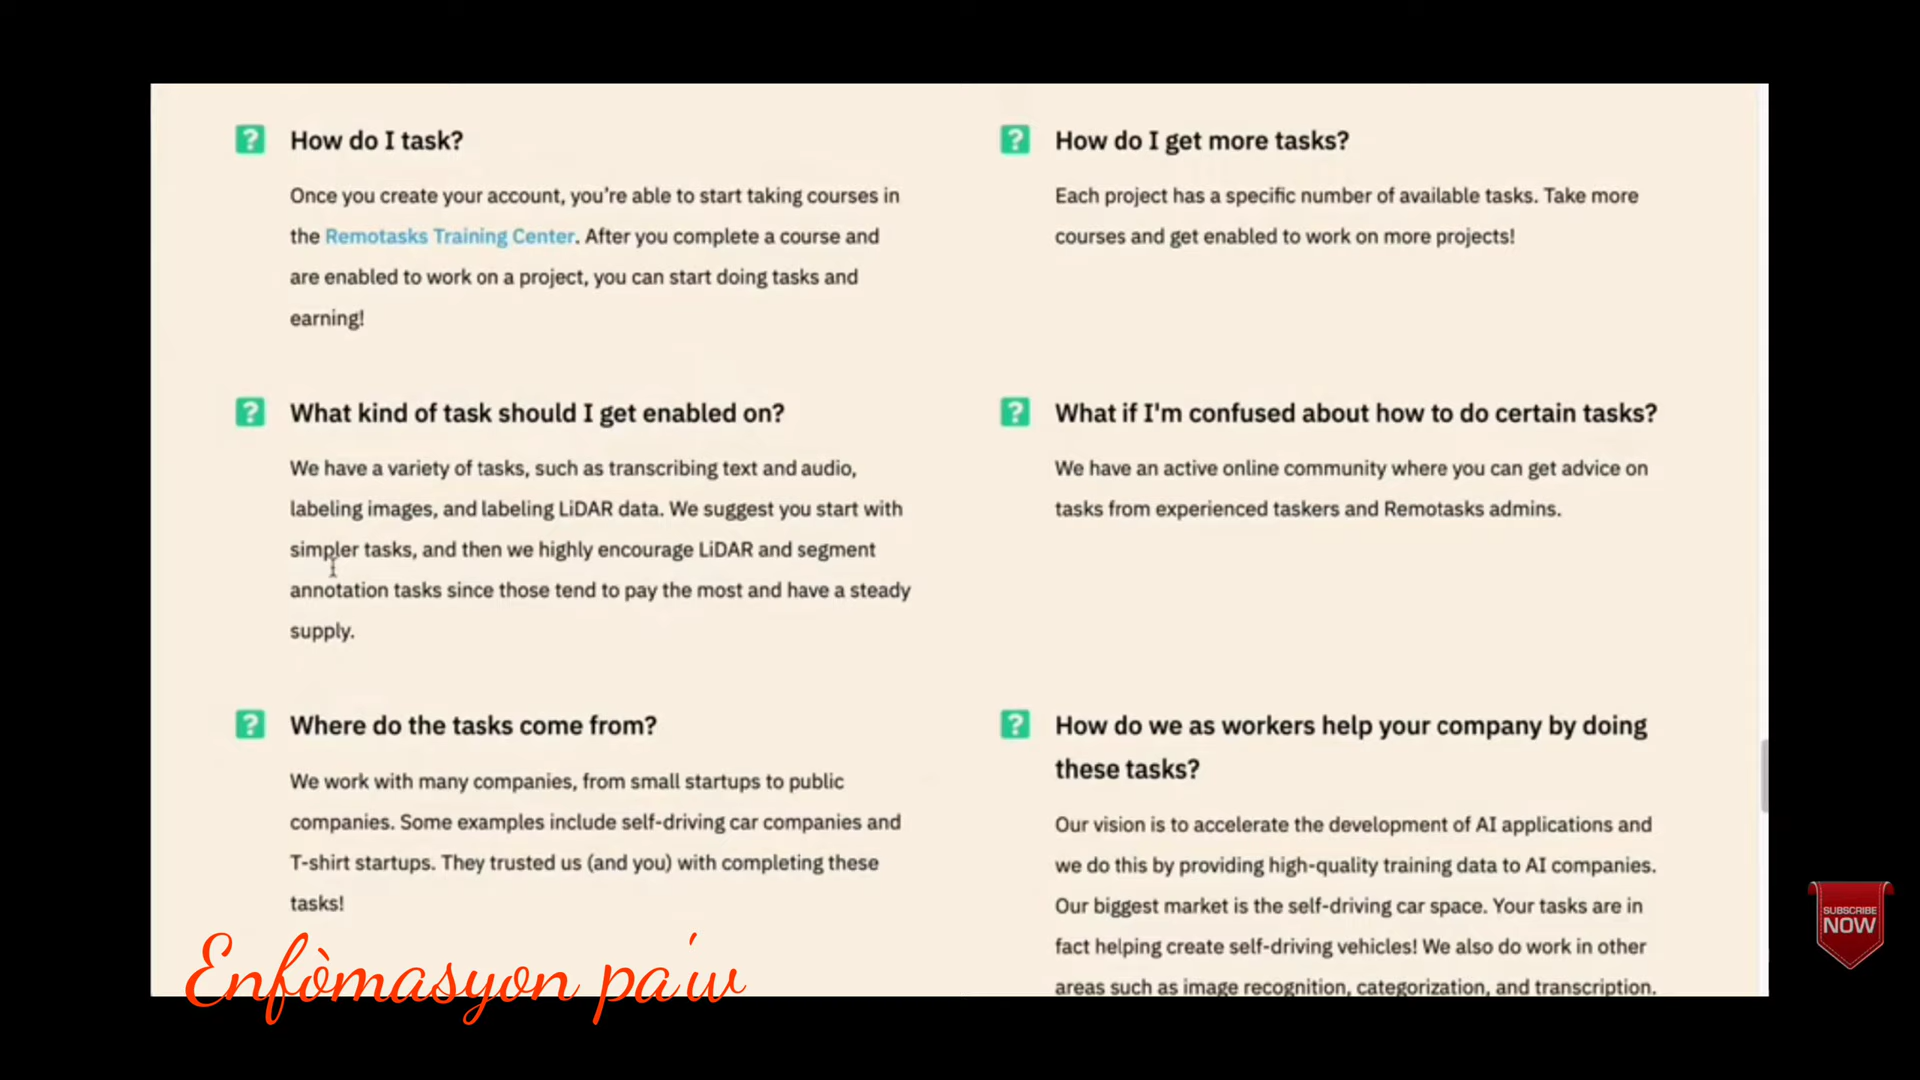 How do I task?
Once you create your account, you're able to start taking courses in
the Remotasks Training Center. After you complete a course and
are enabled to work on a project, you can start doing tasks and
earning!
How do I get more tasks?
Each project has a specific number of available tasks. Take more
courses and get enabled to work on more projects!
What kind of task should I get enabled on?
We have a variety of tasks, such as transcribing text and audio,
labeling images, and labeling LiDAR data. We suggest you start with
simpler tasks, and then we highly encourage LiDAR and segment
annotation tasks since those tend to pay the most and have a steady
supply.
What if I'm confused about how to do certain tasks?
We have an active online community where you can get advice on
tasks from experienced taskers and Remotasks admins.
Where do the tasks come from?
We work with many companies, from small startups to public
companies. Some examples include self-driving car companies and
T-shirt startups. They trusted us (and you) with completing these
tasks!
How do we as workers help your company by doing
these tasks?
Our vision is to accelerate the development of AI applications and
we do this by providing high-quality training data to AI companies.
Our biggest market is the self-driving car space. Your tasks are in
fact helping create self-driving vehicles! We also do work in other
areas such as image recognition, categorization, and transcription.
Enfòmasyon pa'w
SUBSCRIBE
NOW